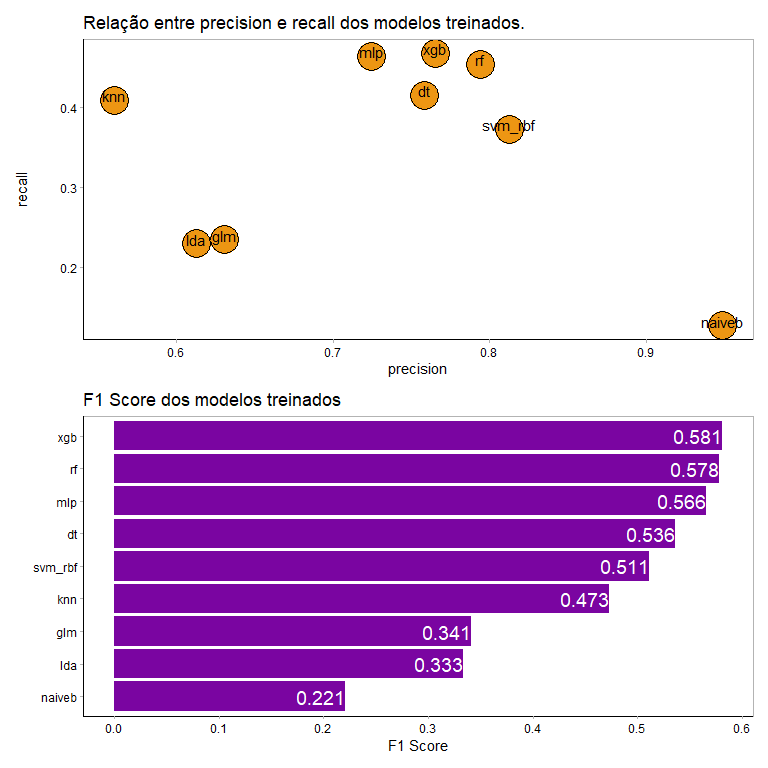 Relação entre precision e recall dos modelos treinados.
recall
0.4
0.3
0.2
mlp
xgb
rf
dt
knn
svm_rbf
lda
glm
naiveb
0.6 0.7 0.8 0.9
precision
F1 Score dos modelos treinados
xgb 0.581
rf 0.578
mlp 0.566
dt 0.536
svm_rbf 0.511
knn 0.473
glm 0.341
lda 0.333
naiveb 0.221
0.0 0.1 0.2 0.3 0.4 0.5 0.6
F1 Score